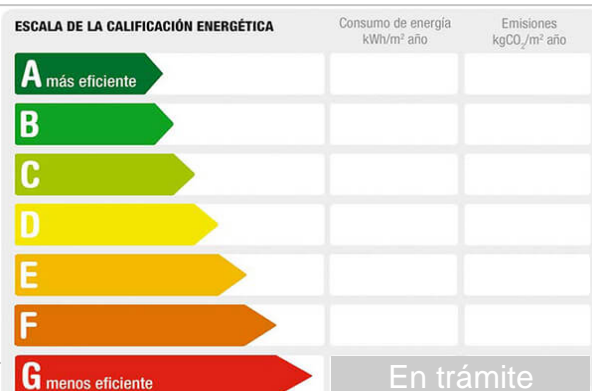 ESCALA DE LA CALIFICACIÓN ENERGÉTICA
Consumo de energía
kWh/m² año
Emisiones
kgCO₂/m² año
A más eficiente
B
C
D
E
F
G menos eficiente
En trámite